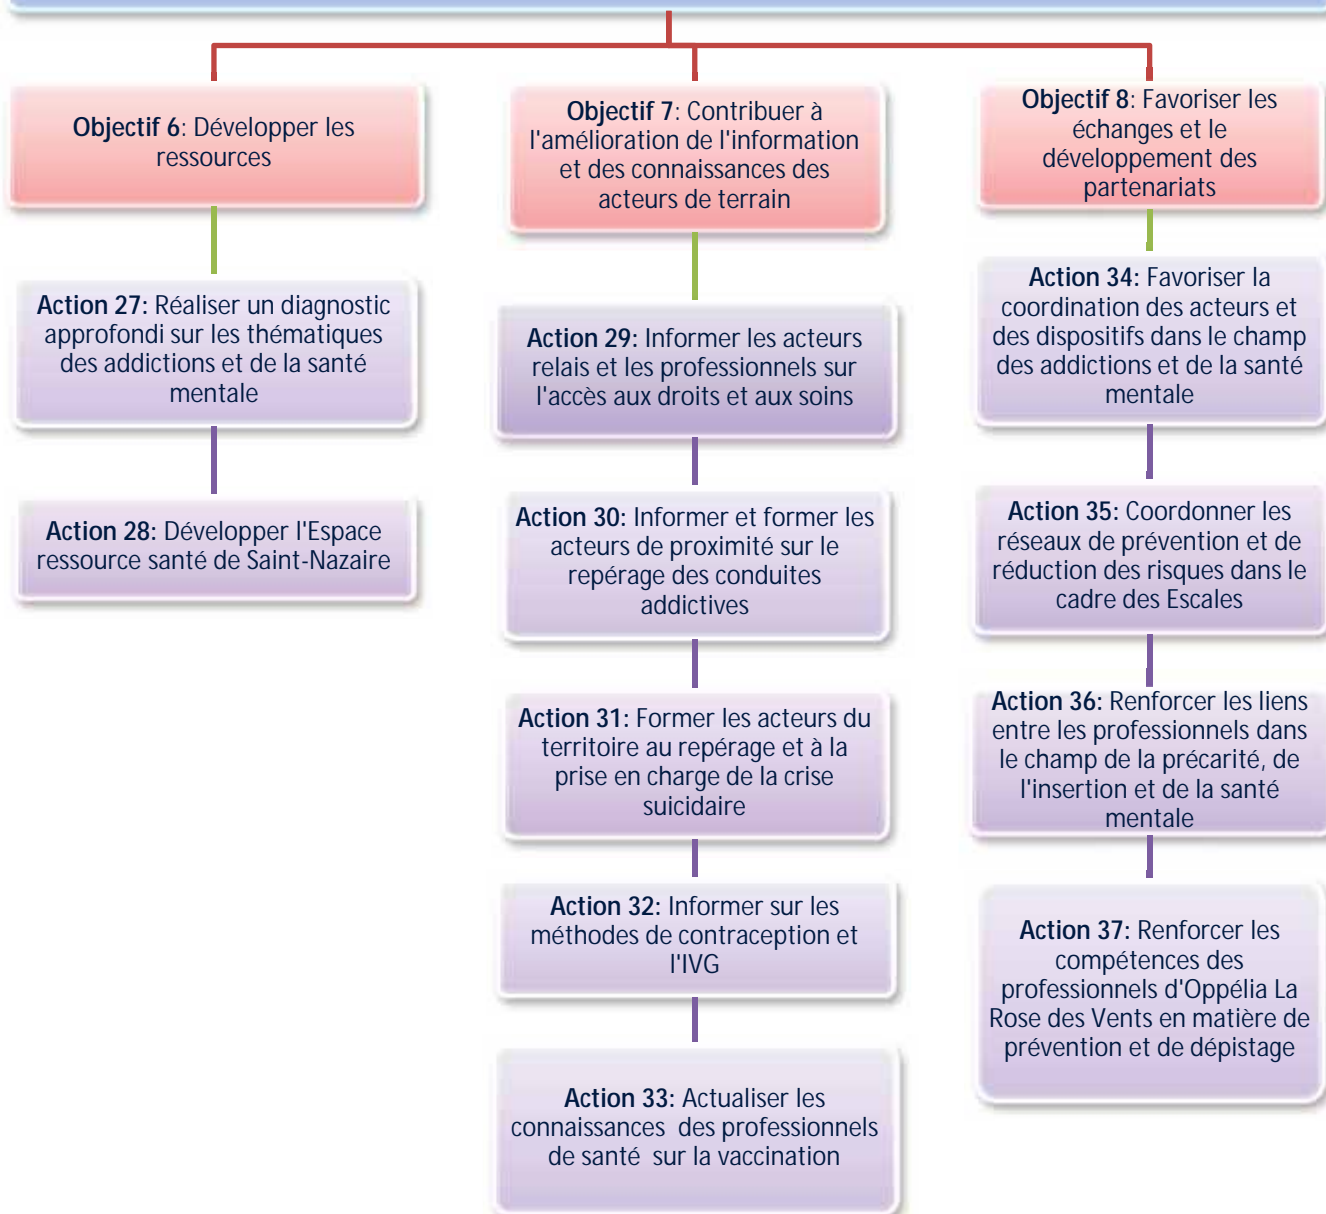 Objectif 6: Développer les
ressources
Action 27: Réaliser un diagnostic
approfondi sur les thématiques
des addictions et de la santé
mentale
Action 28: Développer l'Espace
ressource santé de Saint-Nazaire
Objectif 7: Contribuer à
l'amélioration de l'information
et des connaissances des
acteurs de terrain
Action 29: Informer les acteurs
relais et les professionnels sur
l'accès aux droits et aux soins
Action 30: Informer et former les
acteurs de proximité sur le
repérage des conduites
addictives
Action 31: Former les acteurs du
territoire au repérage et à la
prise en charge de la crise
suicidaire
Action 32: Informer sur les
méthodes de contraception et
l'IVG
Action 33: Actualiser les
connaissances des professionnels
de santé sur la vaccination
Objectif 8: Favoriser les
échanges et le
développement des
partenariats
Action 34: Favoriser la
coordination des acteurs et
des dispositifs dans le champ
des addictions et de la santé
mentale
Action 35: Coordonner les
réseaux de prévention et de
réduction des risques dans le
cadre des Escales
Action 36: Renforcer les liens
entre les professionnels dans
le champ de la précarité, de
l'insertion et de la santé
mentale
Action 37: Renforcer les
compétences des
professionnels d'Oppélia La
Rose des Vents en matière de
prévention et de dépistage